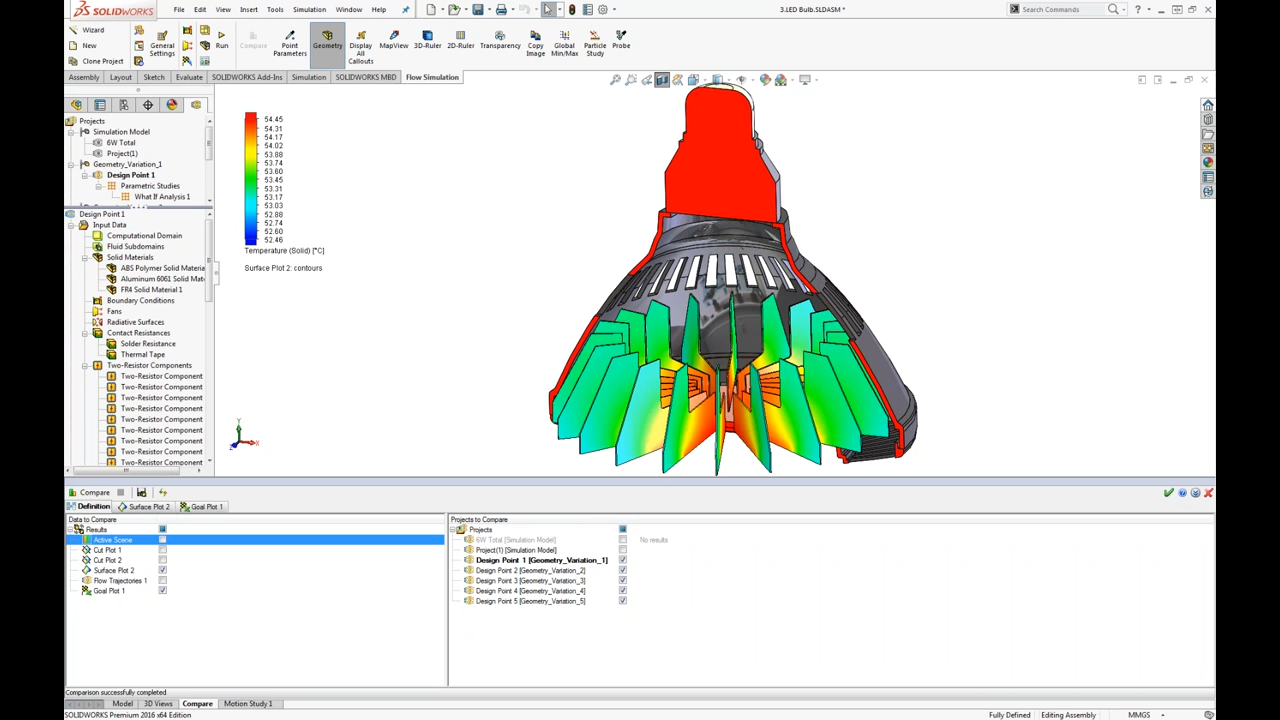 SOLIDWORKS
File Edit View Insert Tools Simulation Window Help
3.LED Bulb.SLDASM *
Search Commands
Wizard
New
Clone Project
General Settings
Run
Compare
Point Parameters
Geometry
Display All Callouts
MapView
3D-Ruler
2D-Ruler
Transparency
Copy Image
Global Min/Max
Particle Study
Probe
Assembly Layout Sketch Evaluate SOLIDWORKS Add-Ins Simulation SOLIDWORKS MBD Flow Simulation
Projects
Simulation Model
6W Total
Project(1)
Geometry_Variation_1
Design Point 1
Parametric Studies
What If Analysis 1
Design Point 1
Input Data
Computational Domain
Fluid Subdomains
Solid Materials
ABS Polymer Solid Materia
Aluminum 6061 Solid Mate
FR4 Solid Material 1
Boundary Conditions
Fans
Radiative Surfaces
Contact Resistances
Solder Resistance
Thermal Tape
Two-Resistor Components
Two-Resistor Component
Two-Resistor Component
Two-Resistor Component
Two-Resistor Component
Two-Resistor Component
Two-Resistor Component
Two-Resistor Component
Two-Resistor Component
Two-Resistor Component
54.45
54.31
54.17
54.02
53.88
53.74
53.60
53.45
53.31
53.17
53.03
52.88
52.74
52.60
52.46
Temperature (Solid) [°C]
Surface Plot 2: contours
Y
X
Z
Compare
Definition Surface Plot 2 Goal Plot 1
Data to Compare
Results
Active Scene
Cut Plot 1
Cut Plot 2
Surface Plot 2
Flow Trajectories 1
Goal Plot 1
Projects to Compare
Projects
6W Total [Simulation Model] No results
Project(1) [Simulation Model]
Design Point 1 [Geometry_Variation_1]
Design Point 2 [Geometry_Variation_2]
Design Point 3 [Geometry_Variation_3]
Design Point 4 [Geometry_Variation_4]
Design Point 5 [Geometry_Variation_5]
Comparison successfully completed
Model 3D Views Compare Motion Study 1
SOLIDWORKS Premium 2016 x64 Edition
Fully Defined Editing Assembly MMGS